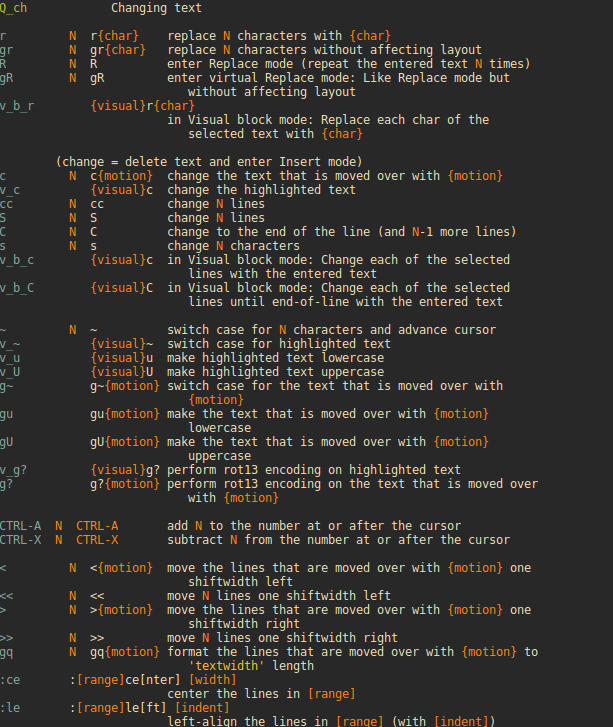 Q_ch Changing text
r N r{char} replace N characters with {char}
gr N gr{char} replace N characters without affecting layout
R N R enter Replace mode (repeat the entered text N times)
gR N gR enter virtual Replace mode: Like Replace mode but
without affecting layout
v_b_r {visual}r{char}
in Visual block mode: Replace each char of the
selected text with {char}
(change = delete text and enter Insert mode)
c N c{motion} change the text that is moved over with {motion}
v_c {visual}c change the highlighted text
cc N cc change N lines
S N S change N lines
C N C change to the end of the line (and N-1 more lines)
s N s change N characters
v_b_c {visual}c in Visual block mode: Change each of the selected
lines with the entered text
v_b_C {visual}C in Visual block mode: Change each of the selected
lines until end-of-line with the entered text
~ N ~ switch case for N characters and advance cursor
v_~ {visual}~ switch case for highlighted text
v_u {visual}u make highlighted text lowercase
v_U {visual}U make highlighted text uppercase
g~ g~{motion} switch case for the text that is moved over with
{motion}
gu gu{motion} make the text that is moved over with {motion}
lowercase
gU gU{motion} make the text that is moved over with {motion}
uppercase
v_g? {visual}g? perform rot13 encoding on highlighted text
g? g?{motion} perform rot13 encoding on the text that is moved over
with {motion}
CTRL-A N CTRL-A add N to the number at or after the cursor
CTRL-X N CTRL-X subtract N from the number at or after the cursor
< N <{motion} move the lines that are moved over with {motion} one
shiftwidth left
<< N << move N lines one shiftwidth left
> N >{motion} move the lines that are moved over with {motion} one
shiftwidth right
>> N >> move N lines one shiftwidth right
gq N gq{motion} format the lines that are moved over with {motion} to
'textwidth' length
:ce :[range]ce[nter] [width]
center the lines in [range]
:le :[range]le[ft] [indent]
left-align the lines in [range] (with [indent])